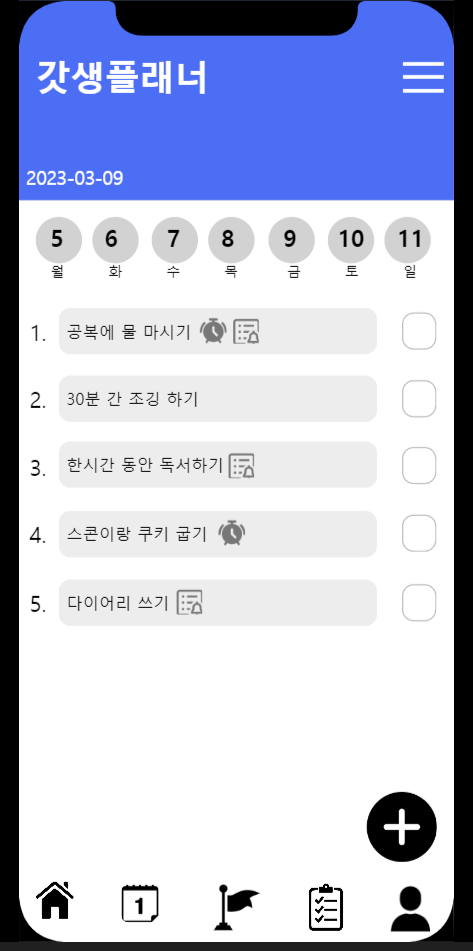 갓생플래너
2023-03-09
5 6 7 8 9 10 11
월 화 수 목 금 토 일
1. 공복에 물 마시기
2. 30분 간 조깅 하기
3. 한시간 동안 독서하기
4. 스콘이랑 쿠키 굽기
5. 다이어리 쓰기
1